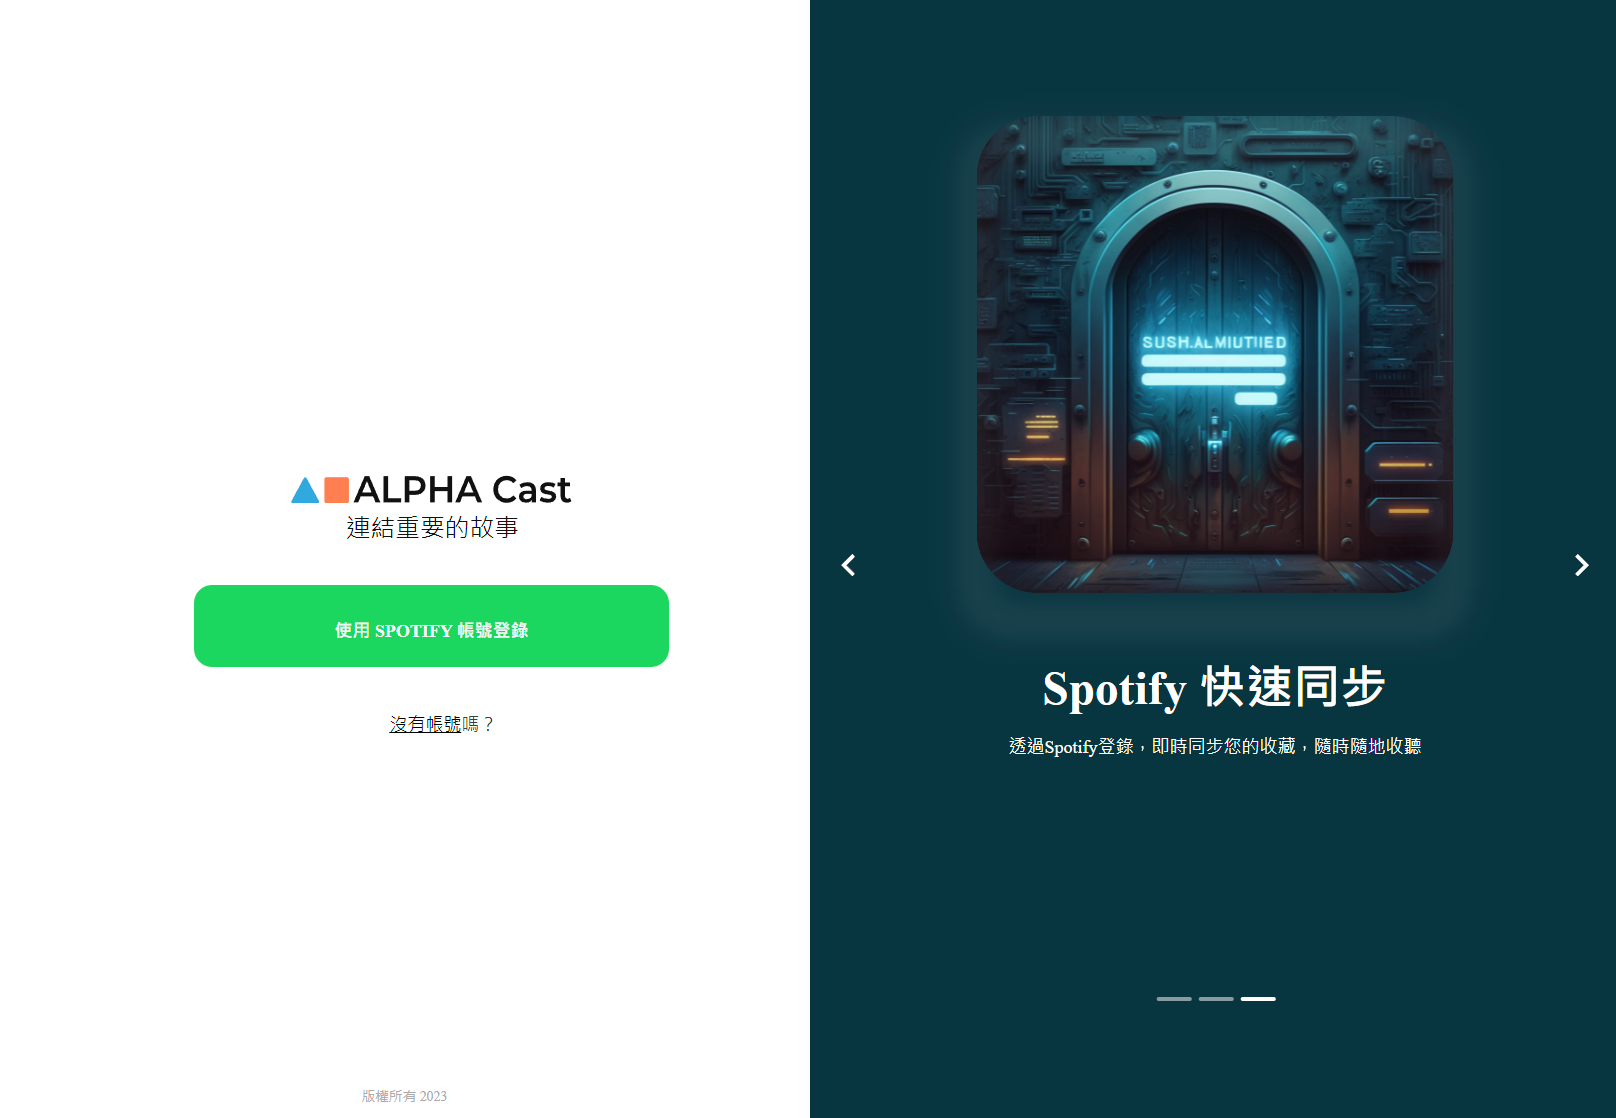 ALPHA Cast
連結重要的故事
使用 SPOTIFY 帳號登錄
沒有帳號嗎？
版權所有 2023
SUSH.AL MIUTIIED
Spotify 快速同步
透過Spotify登錄，即時同步您的收藏，隨時隨地收聽